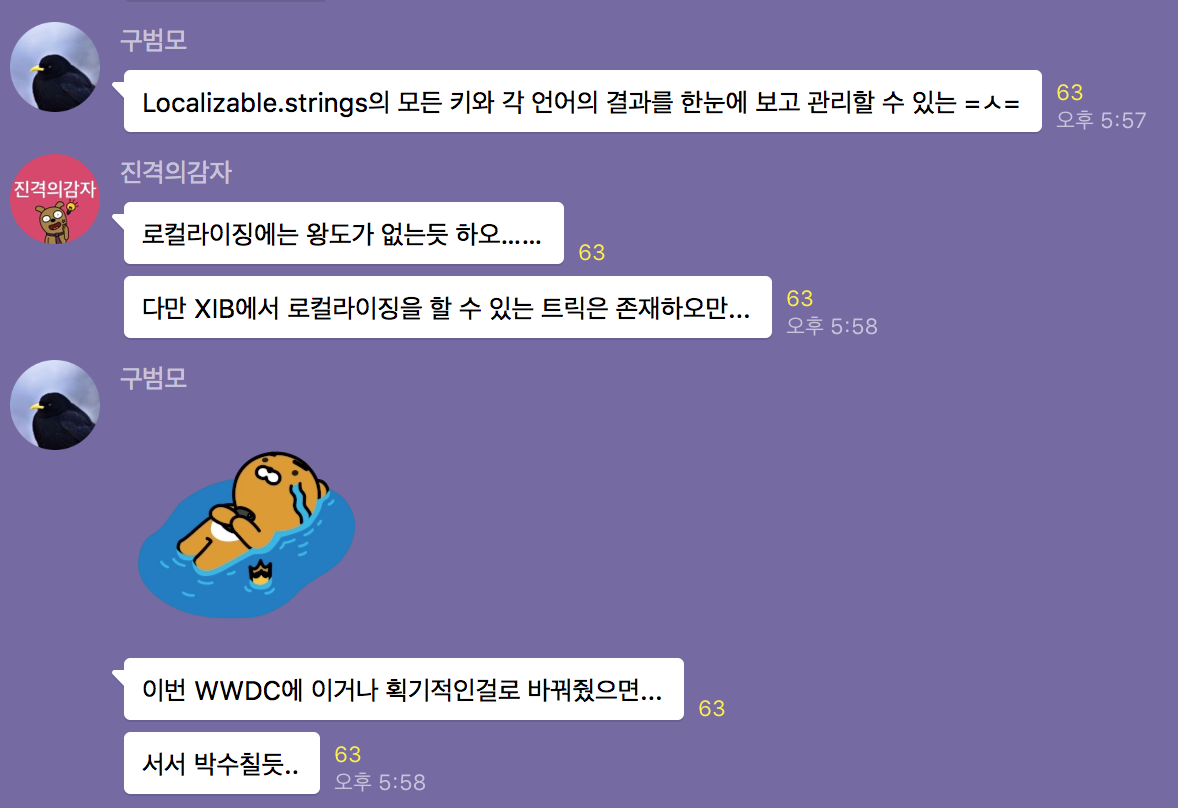 구범모
Localizable.strings의 모든 키와 각 언어의 결과를 한눈에 보고 관리할 수 있는 =ㅅ=
63
오후 5:57
진격의감자
진격의감자
로컬라이징에는 왕도가 없는듯 하오......
63
다만 XIB에서 로컬라이징을 할 수 있는 트릭은 존재하오만...
63
오후 5:58
구범모
이번 WWDC에 이거나 획기적인걸로 바꿔줬으면...
63
서서 박수칠듯..
63
오후 5:58